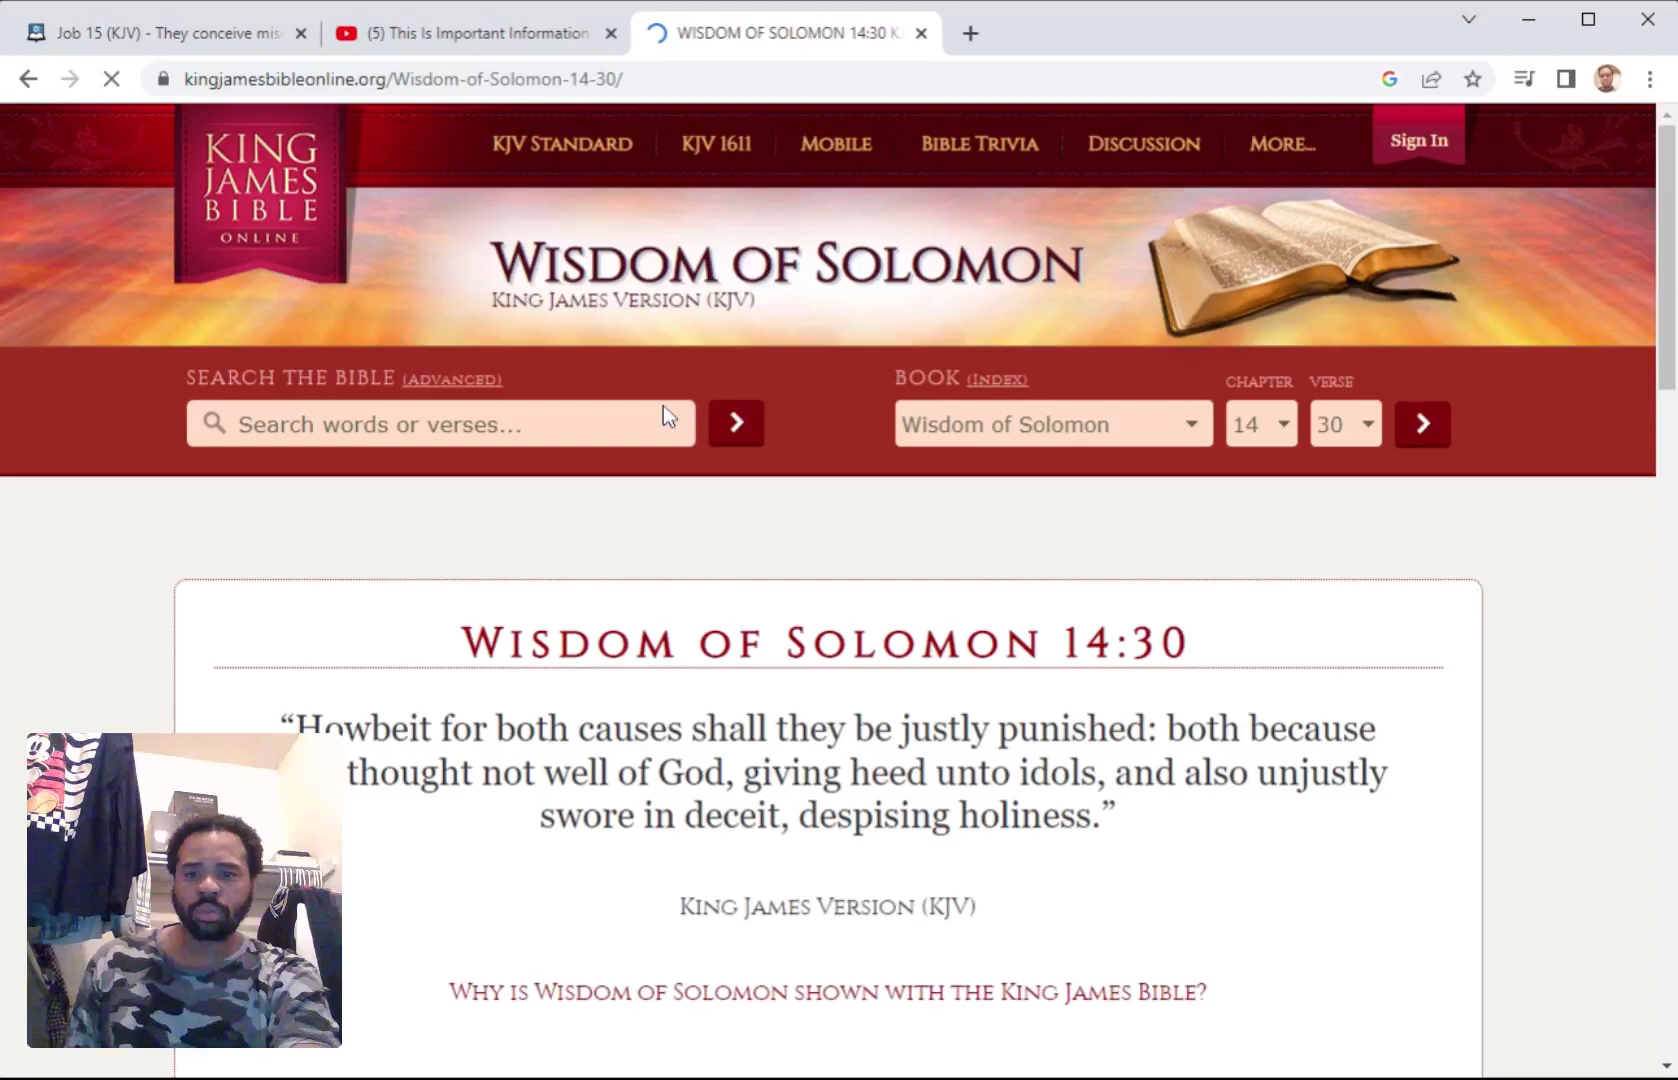 Job 15 (KJV) - They conceive mis
(5) This Is Important Information
WISDOM OF SOLOMON 14:30 K
kingjamesbibleonline.org/Wisdom-of-Solomon-14-30/
KING
JAMES
BIBLE
ONLINE
KJV STANDARD
KJV 1611
MOBILE
BIBLE TRIVIA
DISCUSSION
MORE...
Sign In
WISDOM OF SOLOMON
KING JAMES VERSION (KJV)
SEARCH THE BIBLE (ADVANCED)
Search words or verses...
BOOK (INDEX)
CHAPTER
VERSE
Wisdom of Solomon
14
30
WISDOM OF SOLOMON 14:30
“Howbeit for both causes shall they be justly punished: both because
thought not well of God, giving heed unto idols, and also unjustly
swore in deceit, despising holiness.”
KING JAMES VERSION (KJV)
WHY IS WISDOM OF SOLOMON SHOWN WITH THE KING JAMES BIBLE?